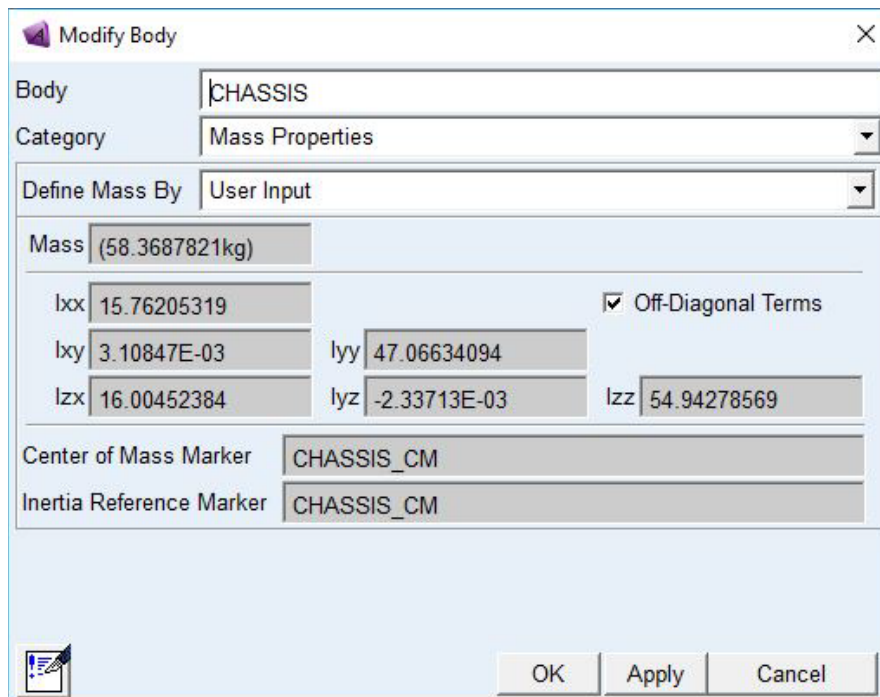 Modify Body
Body CHASSIS
Category Mass Properties
Define Mass By User Input
Mass (58.3687821kg)
Ixx 15.76205319 Off-Diagonal Terms
Ixy 3.10847E-03 Iyy 47.06634094
Izx 16.00452384 Iyz -2.33713E-03 Izz 54.94278569
Center of Mass Marker CHASSIS_CM
Inertia Reference Marker CHASSIS_CM
OK Apply Cancel